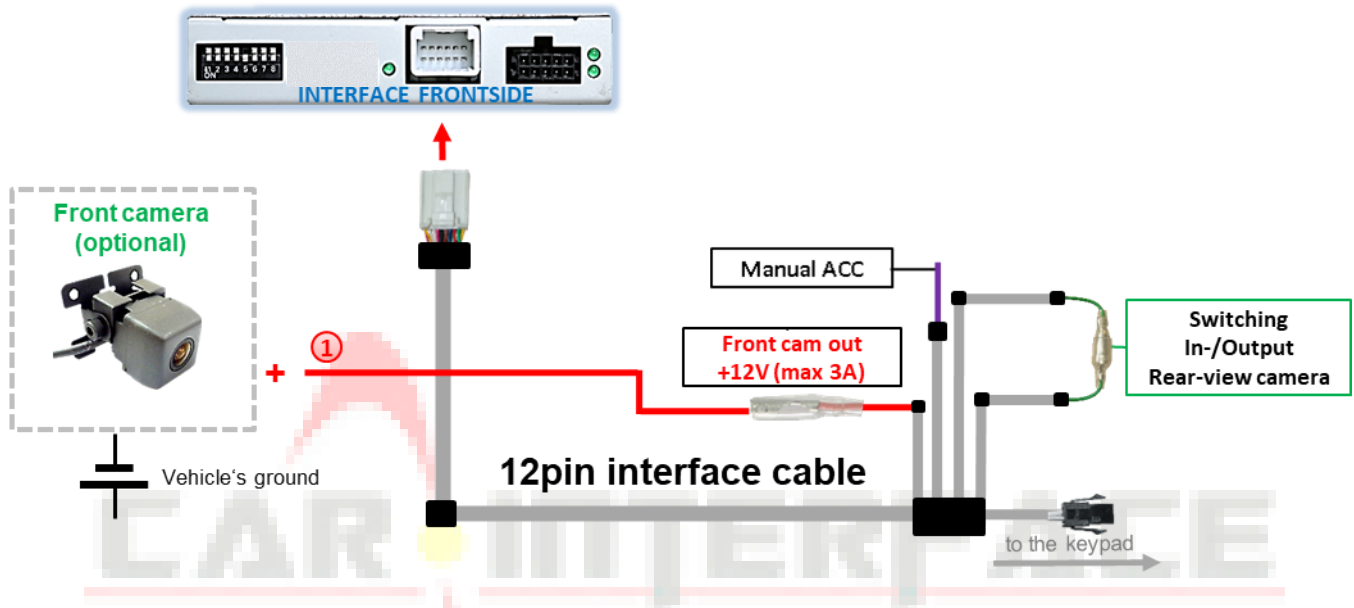 ON
1 2 3 4 5 6 7 8
INTERFACE FRONTSIDE
Front camera
(optional)
Manual ACC
Switching
In-/Output
Rear-view camera
1
Front cam out
+12V (max 3A)
+
12pin interface cable
Vehicle‘s ground
CAR INTERFACE
to the keypad